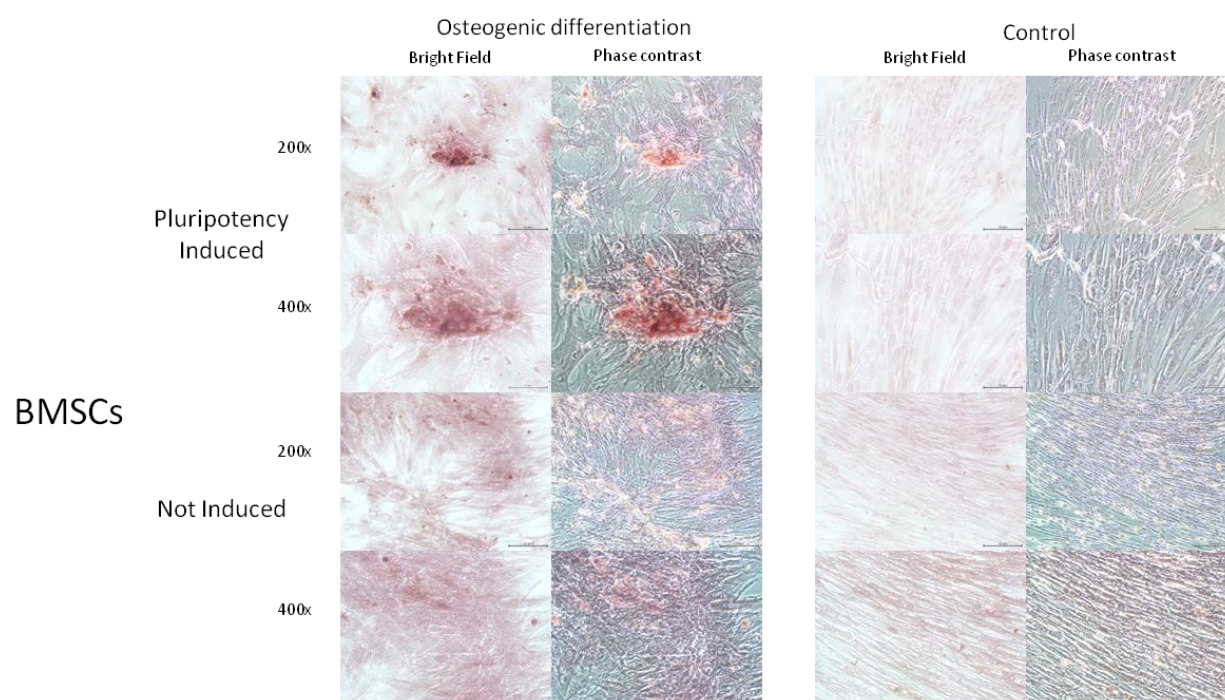 Osteogenic differentiation
Control
Bright Field
Phase contrast
Bright Field
Phase contrast
200x
Pluripotency
Induced
400x
BMSCs
200x
Not Induced
400x